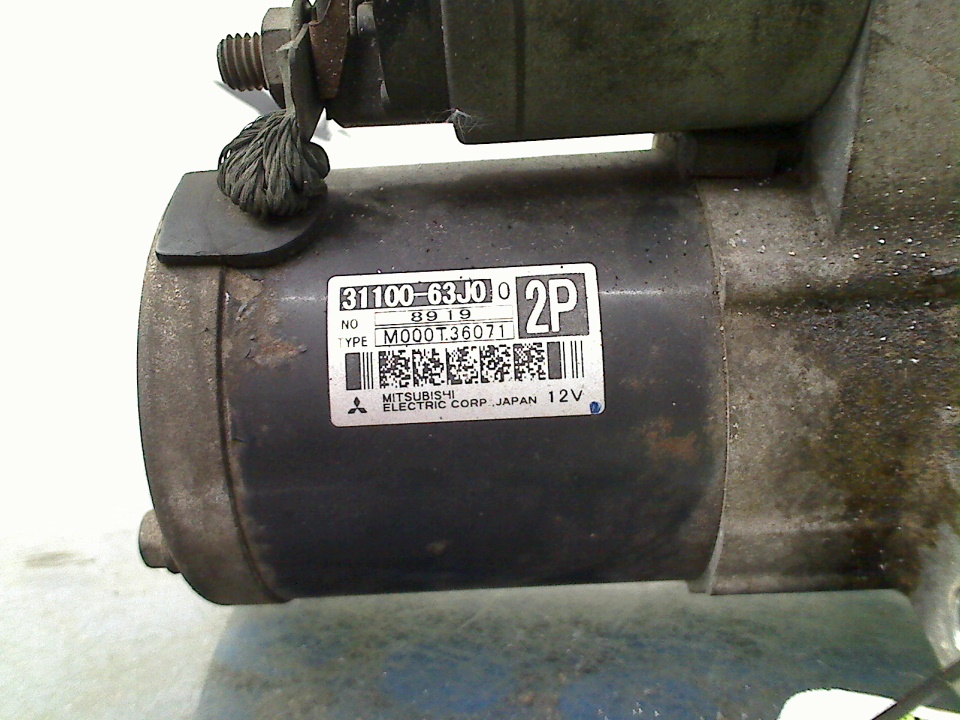 31100-63J0 0
2P
NO 8919
TYPE M000T36071
MITSUBISHI
ELECTRIC CORP. JAPAN 12V